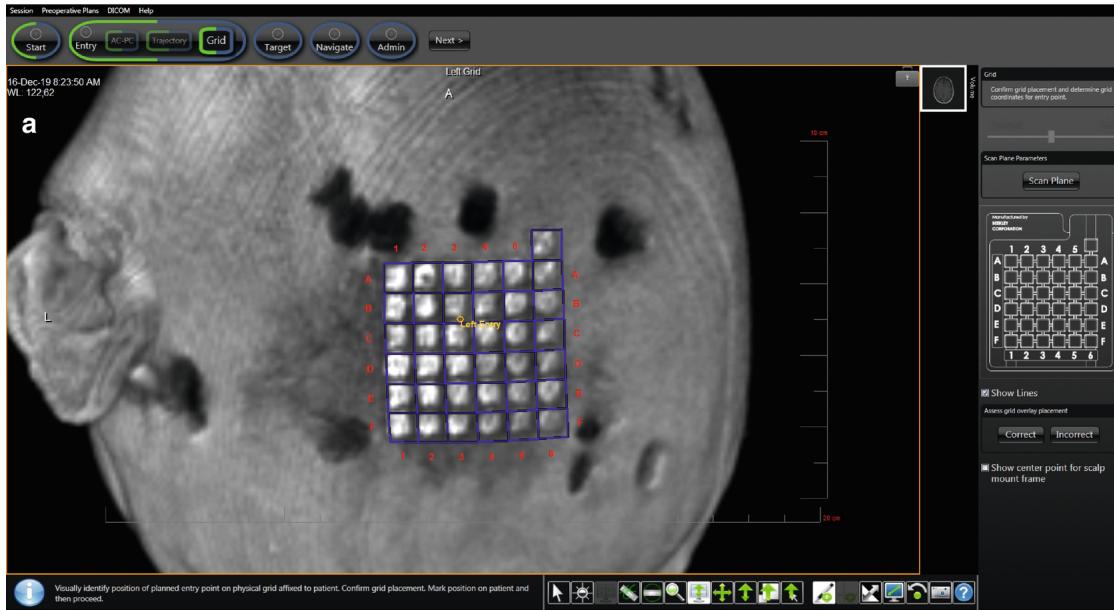 Session Preoperative Plans DICOM Help
Start
Entry
AC-PC
Trajectory
Grid
Target
Navigate
Admin
Next >
16-Dec-19 8:23:50 AM
WL: 122;62
a
Left Grid
A
L
10 cm
20 cm
1 2 3 4 5
A A
B B
C C
D D
E E
F F
1 2 3 4 5 6
Left Entry
Volume
Grid
Confirm grid placement and determine grid
coordinates for entry point.
Scan Plane Parameters
Scan Plane
Manufactured by
BEEKLEY
CORPORATION
1 2 3 4 5
A A
B B
C C
D D
E E
F F
1 2 3 4 5 6
Show Lines
Assess grid overlay placement
Correct
Incorrect
Show center point for scalp
mount frame
Visually identify position of planned entry point on physical grid affixed to patient. Confirm grid placement. Mark position on patient and
then proceed.